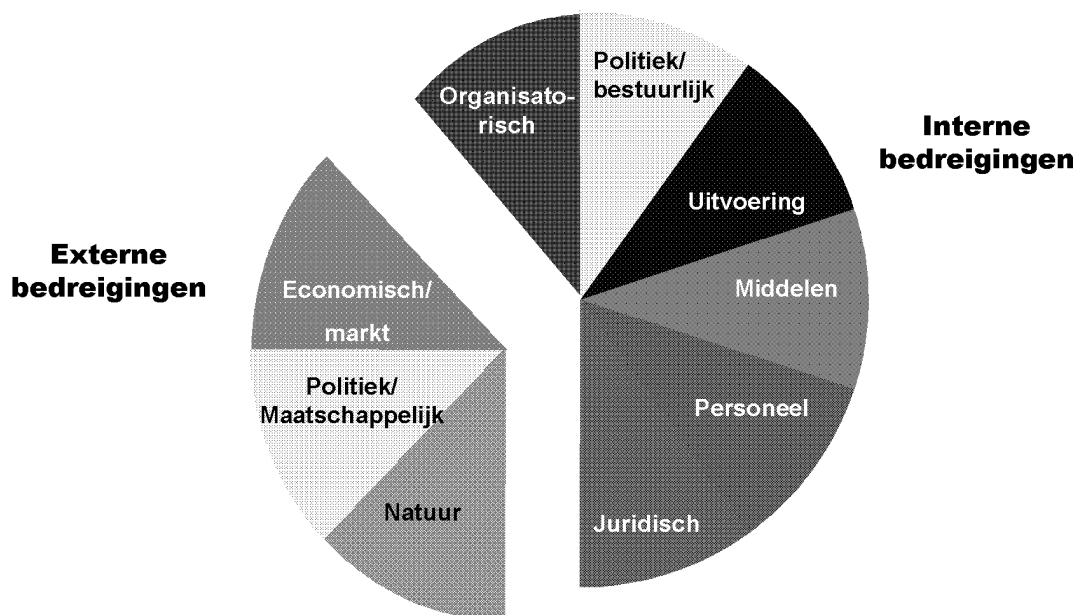 Organisato-
risch
Politiek/
bestuurlijk
Interne
bedreigingen
Uitvoering
Middelen
Personeel
Juridisch
Externe
bedreigingen
Economisch/
markt
Politiek/
Maatschappelijk
Natuur